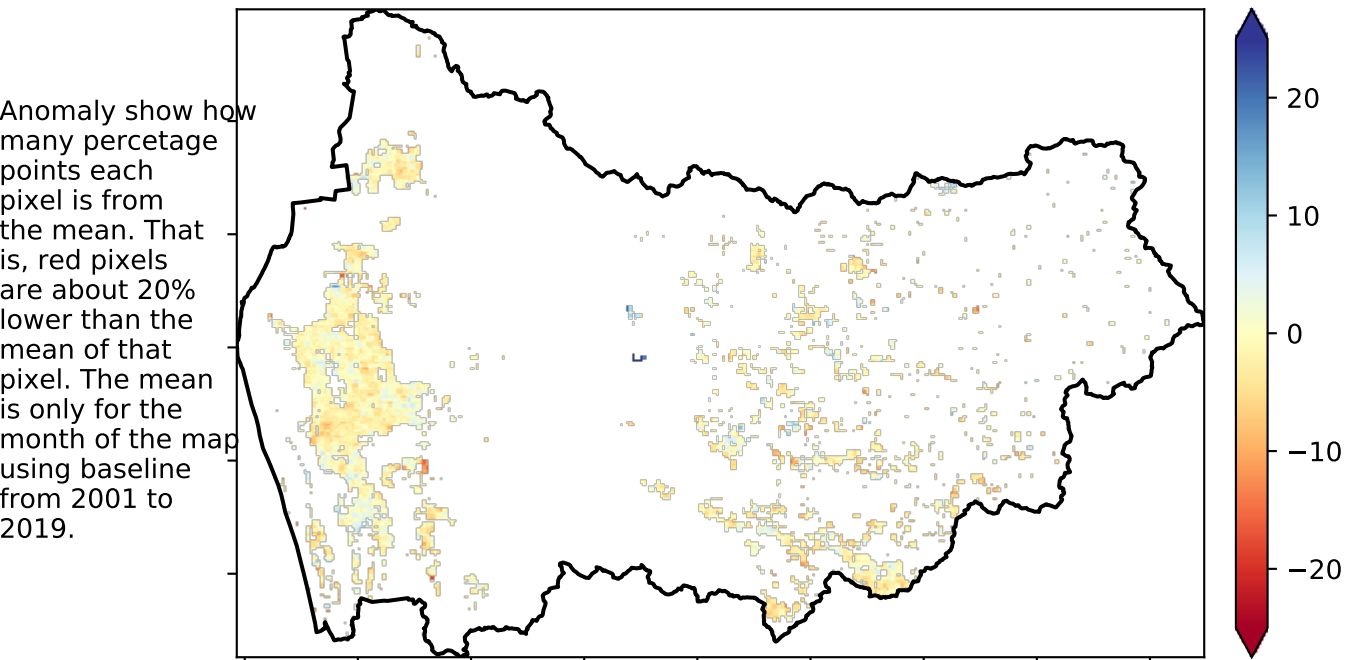 Anomaly show how
many percetage
points each
pixel is from
the mean. That
is, red pixels
are about 20%
lower than the
mean of that
pixel. The mean
is only for the
month of the map
using baseline
from 2001 to
2019.
20
10
0
−10
−20